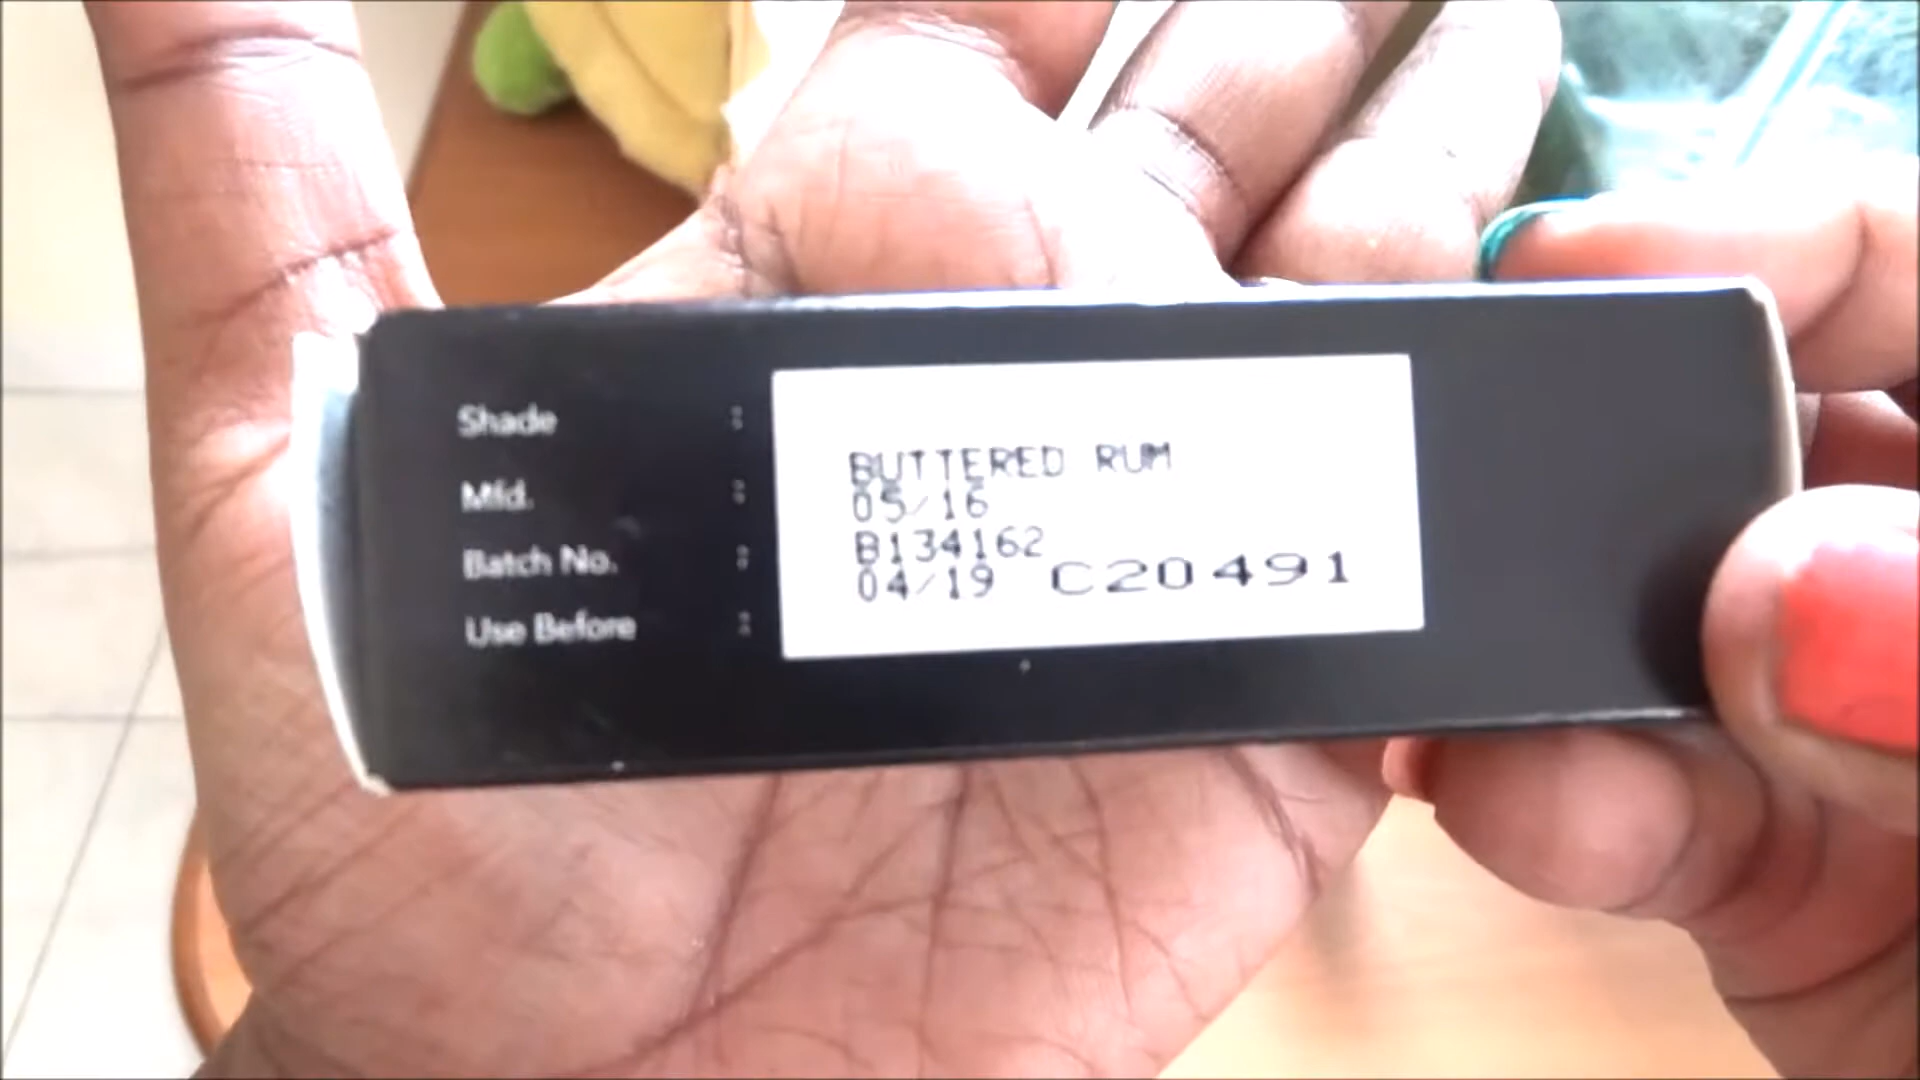 Shade : BUTTERED RUM
Mfd. : 05/16
Batch No. : B134162
Use Before : 04/19 C20491